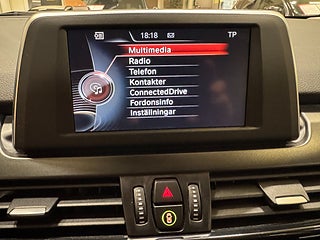 18:18 TP
Multimedia
Radio
Telefon
Kontakter
ConnectedDrive
Fordonsinfo
Inställningar